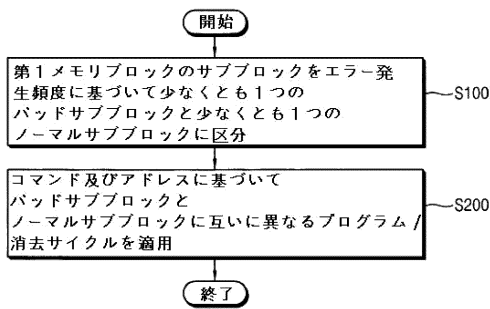 開始
第1メモリブロックのサブブロックをエラー発
生頻度に基づいて少なくとも1つの
パッドサブブロックと少なくとも1つの
ノーマルサブブロックに区分
S100
コマンド及びアドレスに基づいて
パッドサブブロックと
ノーマルサブブロックに互いに異なるプログラム/
消去サイクルを適用
S200
終了